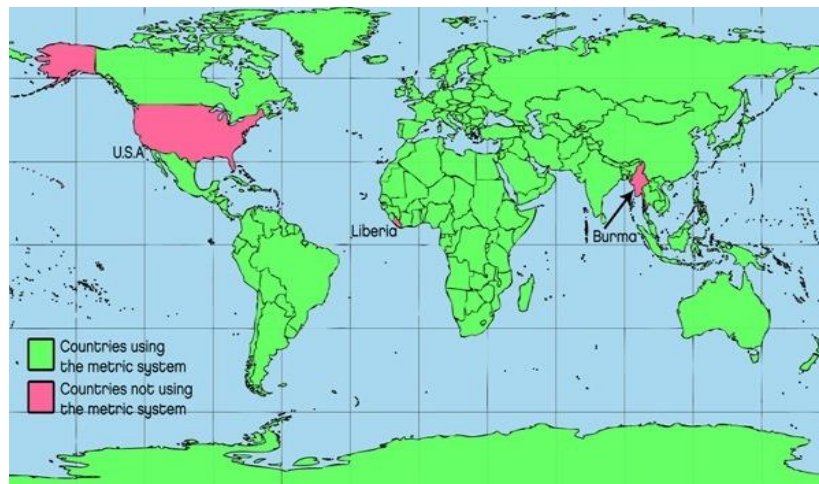 U.S.A
Liberia
Burma
Countries using
the metric system
Countries not using
the metric system